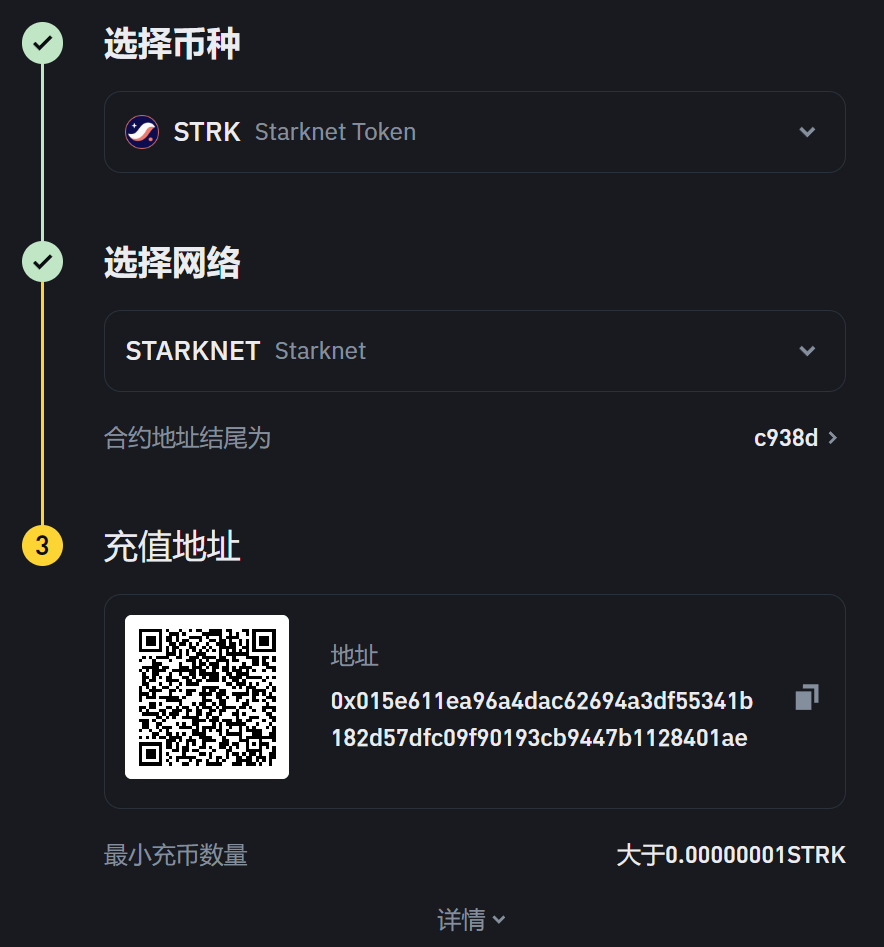 选择币种
STRK Starknet Token
选择网络
STARKNET Starknet
合约地址结尾为 c938d
3 充值地址
地址
0x015e611ea96a4dac62694a3df55341b
182d57dfc09f90193cb9447b1128401ae
最小充币数量 大于0.00000001STRK
详情